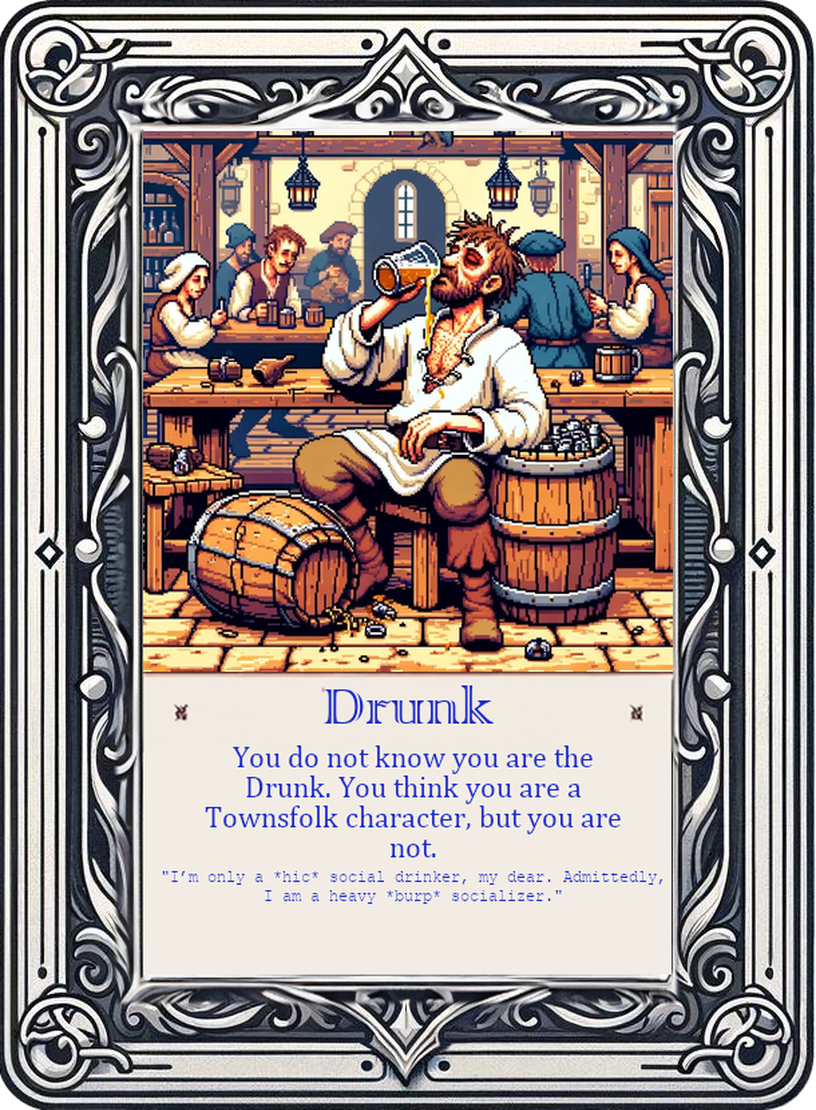 Drunk
You do not know you are the
Drunk. You think you are a
Townsfolk character, but you are
not.
"I’m only a *hic* social drinker, my dear. Admittedly,
I am a heavy *burp* socializer."